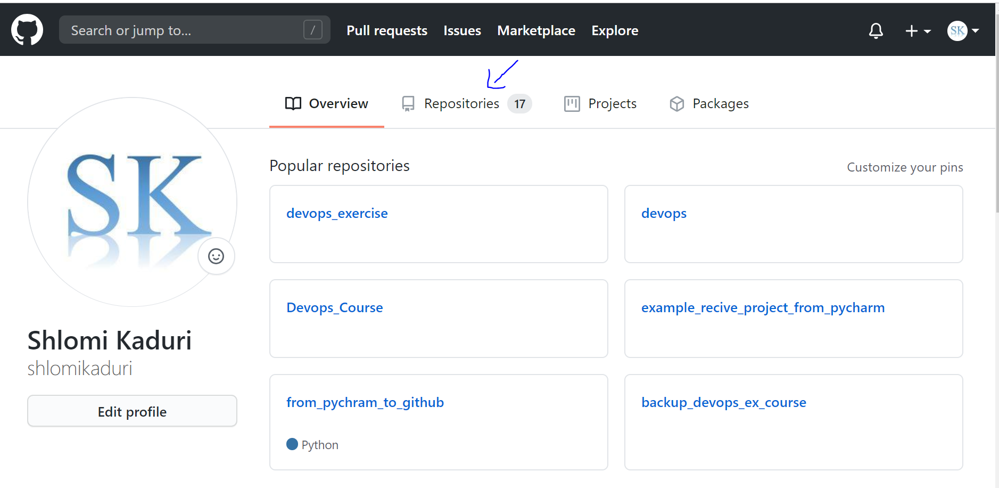 Search or jump to... / Pull requests Issues Marketplace Explore SK
Overview Repositories 17 Projects Packages
SK
Popular repositories Customize your pins
devops_exercise devops
Devops_Course example_recive_project_from_pycharm
Shlomi Kaduri
shlomikaduri
from_pychram_to_github backup_devops_ex_course
Edit profile
Python